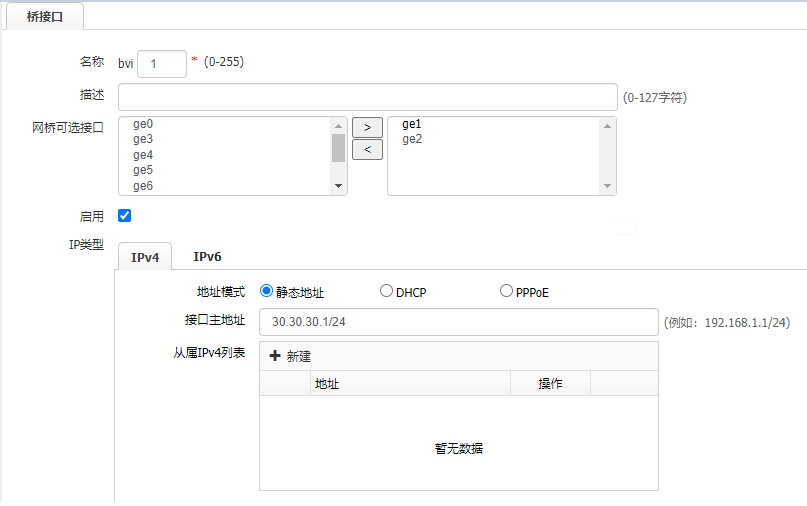 桥接口
名称 bvi 1 * (0-255)
描述 (0-127字符)
网桥可选接口
ge0
ge3
ge4
ge5
ge6
>
<
ge1
ge2
启用
IP类型
IPv4 IPv6
地址模式 静态地址 DHCP PPPoE
接口主地址 30.30.30.1/24 (例如：192.168.1.1/24)
从属IPv4列表
新建
地址 操作
暂无数据